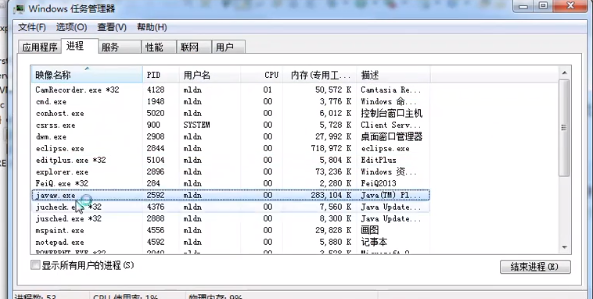 Windows 任务管理器
文件(F) 选项(O) 查看(V) 帮助(H)
应用程序 进程 服务 性能 联网 用户
映像名称 PID 用户名 CPU 内存(专用工... 描述
CamRecorder.exe *32 4128 mldn 01 50,572 K Camtasia Re...
cmd.exe 1948 mldn 00 3,776 K Windows 命...
conhost.exe 5020 mldn 00 6,012 K 控制台窗口主机
csrss.exe 900 SYSTEM 00 5,728 K Client Serv...
dwm.exe 2908 mldn 00 27,992 K 桌面窗口管理器
eclipse.exe 2844 mldn 00 718,972 K eclipse.exe
editplus.exe *32 5104 mldn 00 5,804 K EditPlus
explorer.exe 2896 mldn 00 73,236 K Windows 资...
FeiQ.exe *32 284 mldn 00 2,280 K FeiQ2013
javaw.exe 2592 mldn 00 283,104 K Java(TM) Pl...
jucheck.exe *32 4376 mldn 00 7,560 K Java Update...
jusched.exe *32 2888 mldn 00 8,300 K Java Update...
mspaint.exe 4556 mldn 00 29,828 K 画图
notepad.exe 4592 mldn 00 5,880 K 记事本
显示所有用户的进程(S) 结束进程(E)
进程数: 53 CPU 使用率: 1% 物理内存: 9%